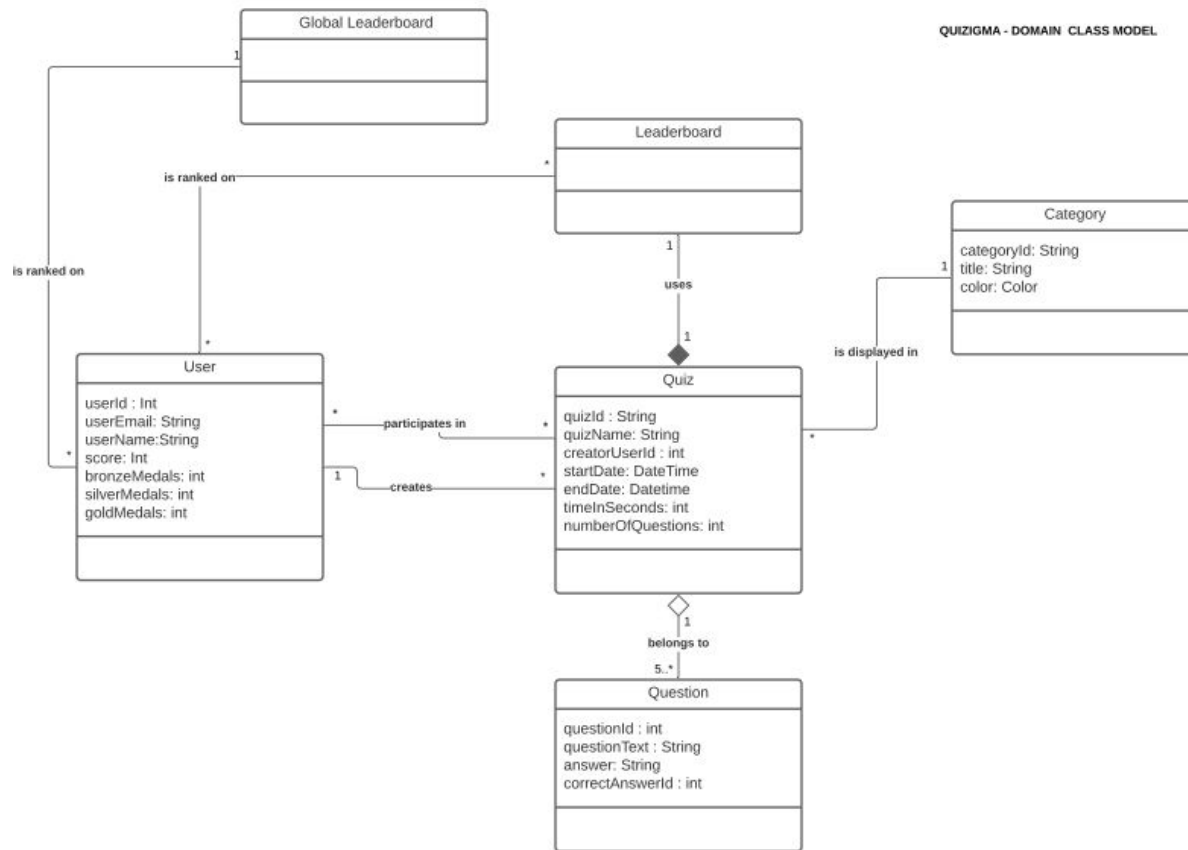 Global Leaderboard
QUIZIGMA - DOMAIN CLASS MODEL
1
Leaderboard
*
is ranked on
Category
categoryId: String
title: String
color: Color
1
1
is ranked on
uses
*
1
is displayed in
User
userId : Int
userEmail: String
userName:String
score: Int
bronzeMedals: int
silverMedals: int
goldMedals: int
*
*
participates in
*
1
creates
*
Quiz
quizId : String
quizName: String
creatorUserId : int
startDate: DateTime
endDate: Datetime
timeInSeconds: int
numberOfQuestions: int
*
1
belongs to
5..*
Question
questionId : int
questionText : String
answer: String
correctAnswerId : int